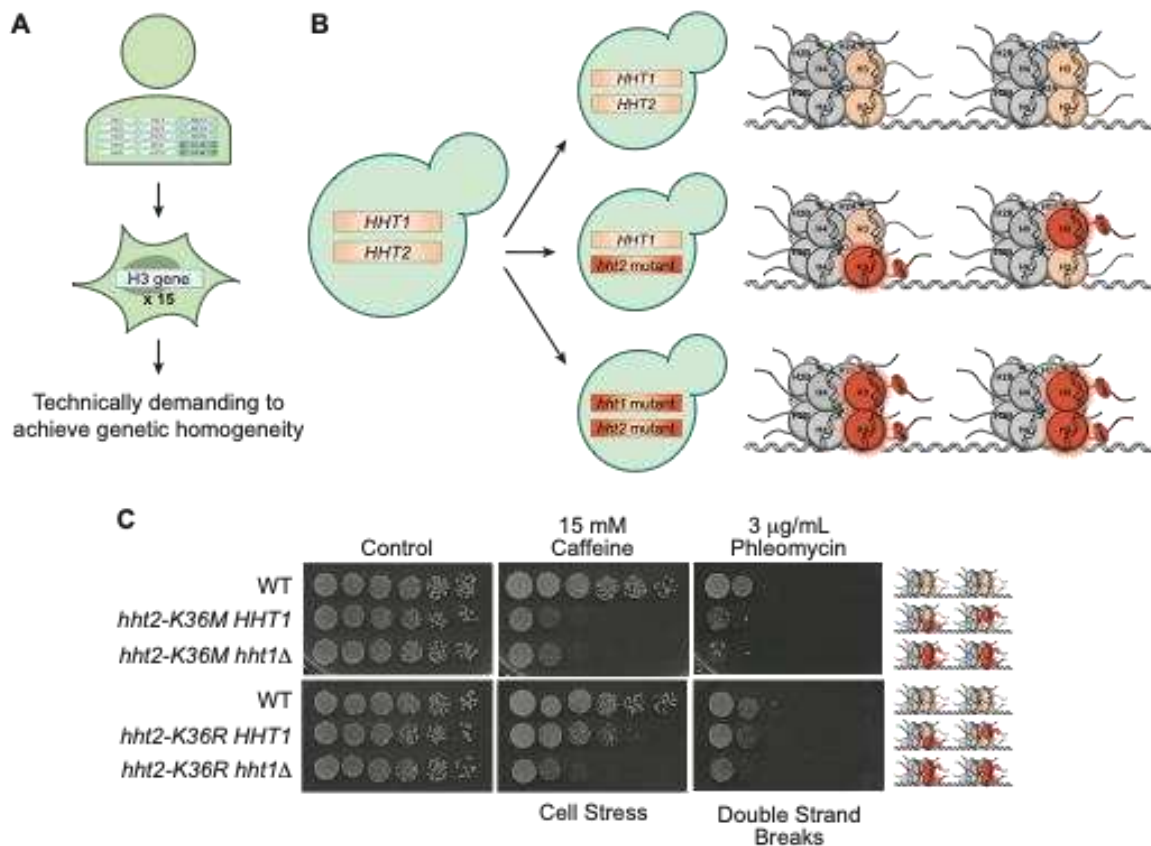 A
B
H3 gene
x 15
Technically demanding to
achieve genetic homogeneity
HHT1
HHT2
HHT1
HHT2
HHT1
hht2 mutant
hht1 mutant
hht2 mutant
C
Control
15 mM
Caffeine
3 μg/mL
Phleomycin
WT
hht2-K36M HHT1
hht2-K36M hht1Δ
WT
hht2-K36R HHT1
hht2-K36R hht1Δ
Cell Stress
Double Strand
Breaks